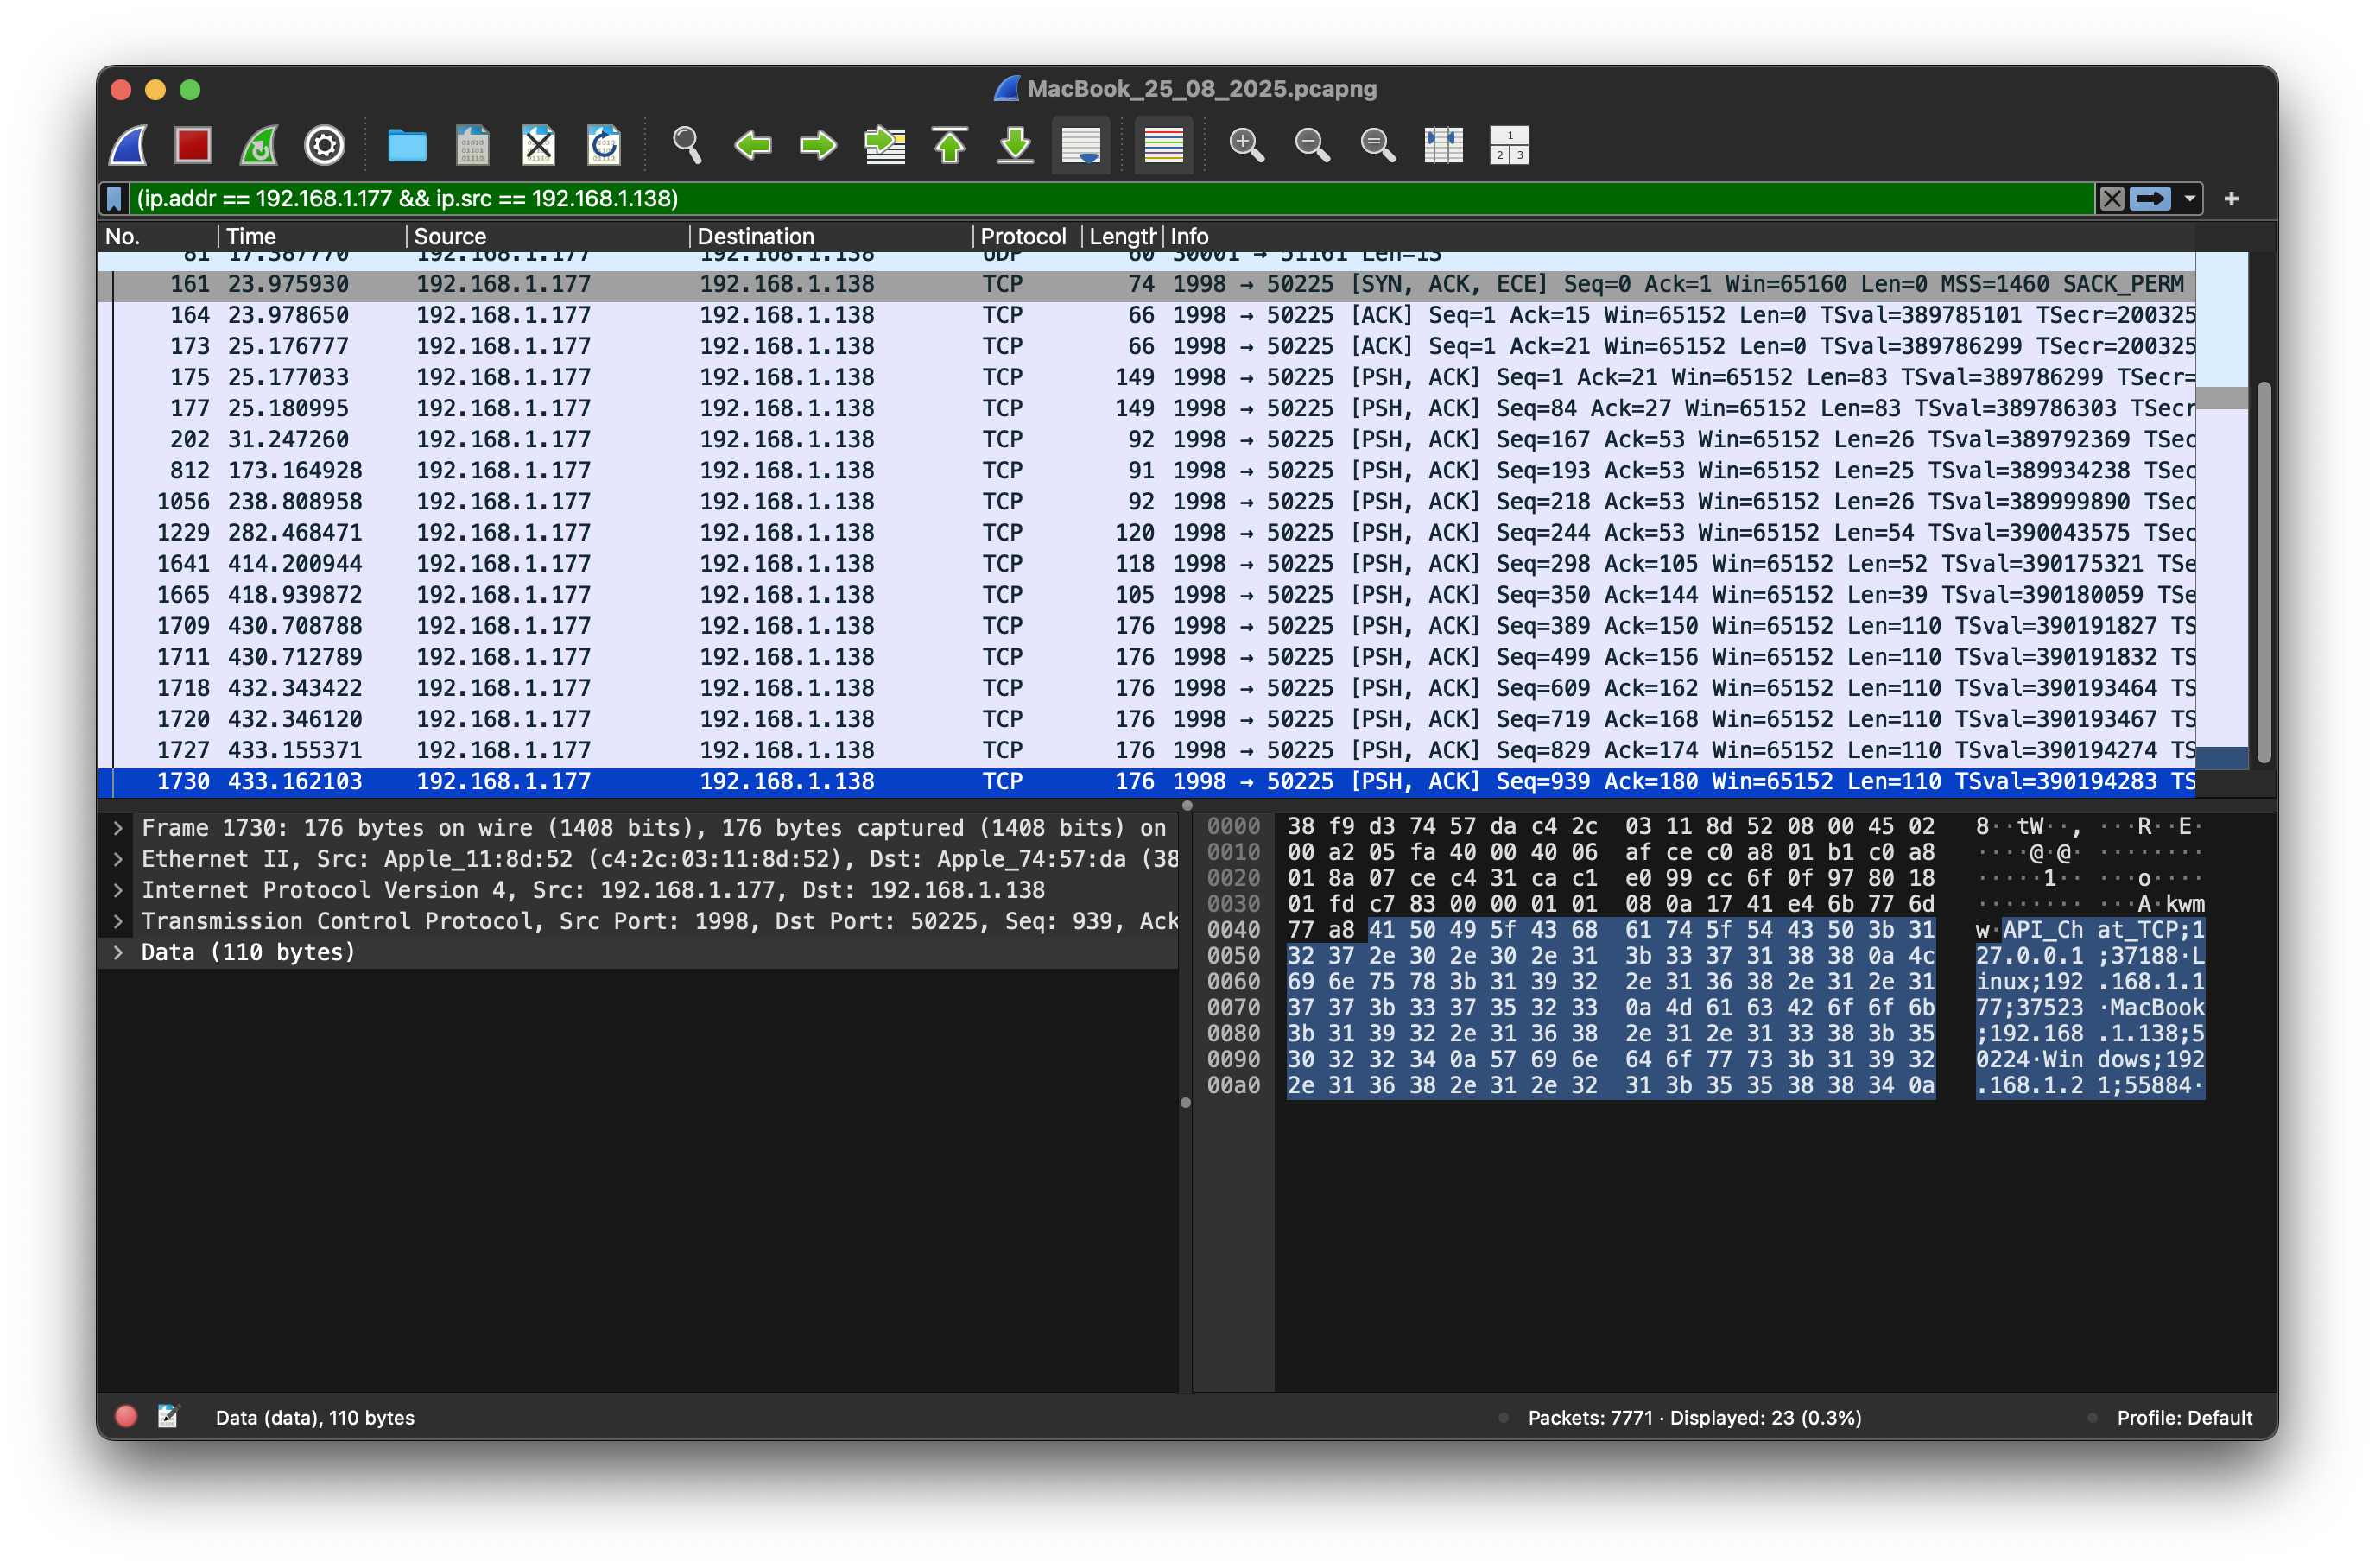 MacBook_25_08_2025.pcapng
(ip.addr == 192.168.1.177 && ip.src == 192.168.1.138)
No. Time Source Destination Protocol Length Info
81 17.387770 192.168.1.177 192.168.1.138 UDP 60 50001 → 51161 Len=13
161 23.975930 192.168.1.177 192.168.1.138 TCP 74 1998 → 50225 [SYN, ACK, ECE] Seq=0 Ack=1 Win=65160 Len=0 MSS=1460 SACK_PERM
164 23.978650 192.168.1.177 192.168.1.138 TCP 66 1998 → 50225 [ACK] Seq=1 Ack=15 Win=65152 Len=0 TSval=389785101 TSecr=200325
173 25.176777 192.168.1.177 192.168.1.138 TCP 66 1998 → 50225 [ACK] Seq=1 Ack=21 Win=65152 Len=0 TSval=389786299 TSecr=200325
175 25.177033 192.168.1.177 192.168.1.138 TCP 149 1998 → 50225 [PSH, ACK] Seq=1 Ack=21 Win=65152 Len=83 TSval=389786299 TSecr=
177 25.180995 192.168.1.177 192.168.1.138 TCP 149 1998 → 50225 [PSH, ACK] Seq=84 Ack=27 Win=65152 Len=83 TSval=389786303 TSecr
202 31.247260 192.168.1.177 192.168.1.138 TCP 92 1998 → 50225 [PSH, ACK] Seq=167 Ack=53 Win=65152 Len=26 TSval=389792369 TSec
812 173.164928 192.168.1.177 192.168.1.138 TCP 91 1998 → 50225 [PSH, ACK] Seq=193 Ack=53 Win=65152 Len=25 TSval=389934238 TSec
1056 238.808958 192.168.1.177 192.168.1.138 TCP 92 1998 → 50225 [PSH, ACK] Seq=218 Ack=53 Win=65152 Len=26 TSval=389999890 TSec
1229 282.468471 192.168.1.177 192.168.1.138 TCP 120 1998 → 50225 [PSH, ACK] Seq=244 Ack=53 Win=65152 Len=54 TSval=390043575 TSec
1641 414.200944 192.168.1.177 192.168.1.138 TCP 118 1998 → 50225 [PSH, ACK] Seq=298 Ack=105 Win=65152 Len=52 TSval=390175321 TSe
1665 418.939872 192.168.1.177 192.168.1.138 TCP 105 1998 → 50225 [PSH, ACK] Seq=350 Ack=144 Win=65152 Len=39 TSval=390180059 TSe
1709 430.708788 192.168.1.177 192.168.1.138 TCP 176 1998 → 50225 [PSH, ACK] Seq=389 Ack=150 Win=65152 Len=110 TSval=390191827 TS
1711 430.712789 192.168.1.177 192.168.1.138 TCP 176 1998 → 50225 [PSH, ACK] Seq=499 Ack=156 Win=65152 Len=110 TSval=390191832 TS
1718 432.343422 192.168.1.177 192.168.1.138 TCP 176 1998 → 50225 [PSH, ACK] Seq=609 Ack=162 Win=65152 Len=110 TSval=390193464 TS
1720 432.346120 192.168.1.177 192.168.1.138 TCP 176 1998 → 50225 [PSH, ACK] Seq=719 Ack=168 Win=65152 Len=110 TSval=390193467 TS
1727 433.155371 192.168.1.177 192.168.1.138 TCP 176 1998 → 50225 [PSH, ACK] Seq=829 Ack=174 Win=65152 Len=110 TSval=390194274 TS
1730 433.162103 192.168.1.177 192.168.1.138 TCP 176 1998 → 50225 [PSH, ACK] Seq=939 Ack=180 Win=65152 Len=110 TSval=390194283 TS
Frame 1730: 176 bytes on wire (1408 bits), 176 bytes captured (1408 bits) on
Ethernet II, Src: Apple_11:8d:52 (c4:2c:03:11:8d:52), Dst: Apple_74:57:da (38
Internet Protocol Version 4, Src: 192.168.1.177, Dst: 192.168.1.138
Transmission Control Protocol, Src Port: 1998, Dst Port: 50225, Seq: 939, Ack
Data (110 bytes)
0000 38 f9 d3 74 57 da c4 2c 03 11 8d 52 08 00 45 02 8··tW··, ···R··E·
0010 00 a2 05 fa 40 00 40 06 af ce c0 a8 01 b1 c0 a8 ····@·@· ········
0020 01 8a 07 ce c4 31 ca c1 e0 99 cc 6f 0f 97 80 18 ·····1·· ···o····
0030 01 fd c7 83 00 00 01 01 08 0a 17 41 e4 6b 77 6d ········ ···A·kwm
0040 77 a8 41 50 49 5f 43 68 61 74 5f 54 43 50 3b 31 w·API_Ch at_TCP;1
0050 32 37 2e 30 2e 30 2e 31 3b 33 37 31 38 38 0a 4c 27.0.0.1 ;37188·L
0060 69 6e 75 78 3b 31 39 32 2e 31 36 38 2e 31 2e 31 inux;192 .168.1.1
0070 37 37 3b 33 37 35 32 33 0a 4d 61 63 42 6f 6f 6b 77;37523 ·MacBook
0080 3b 31 39 32 2e 31 36 38 2e 31 2e 31 33 38 3b 35 ;192.168 .1.138;5
0090 30 32 32 34 0a 57 69 6e 64 6f 77 73 3b 31 39 32 0224·Win dows;192
00a0 2e 31 36 38 2e 31 2e 32 31 3b 35 35 38 38 34 0a .168.1.2 1;55884·
Data (data), 110 bytes
Packets: 7771 · Displayed: 23 (0.3%)
Profile: Default